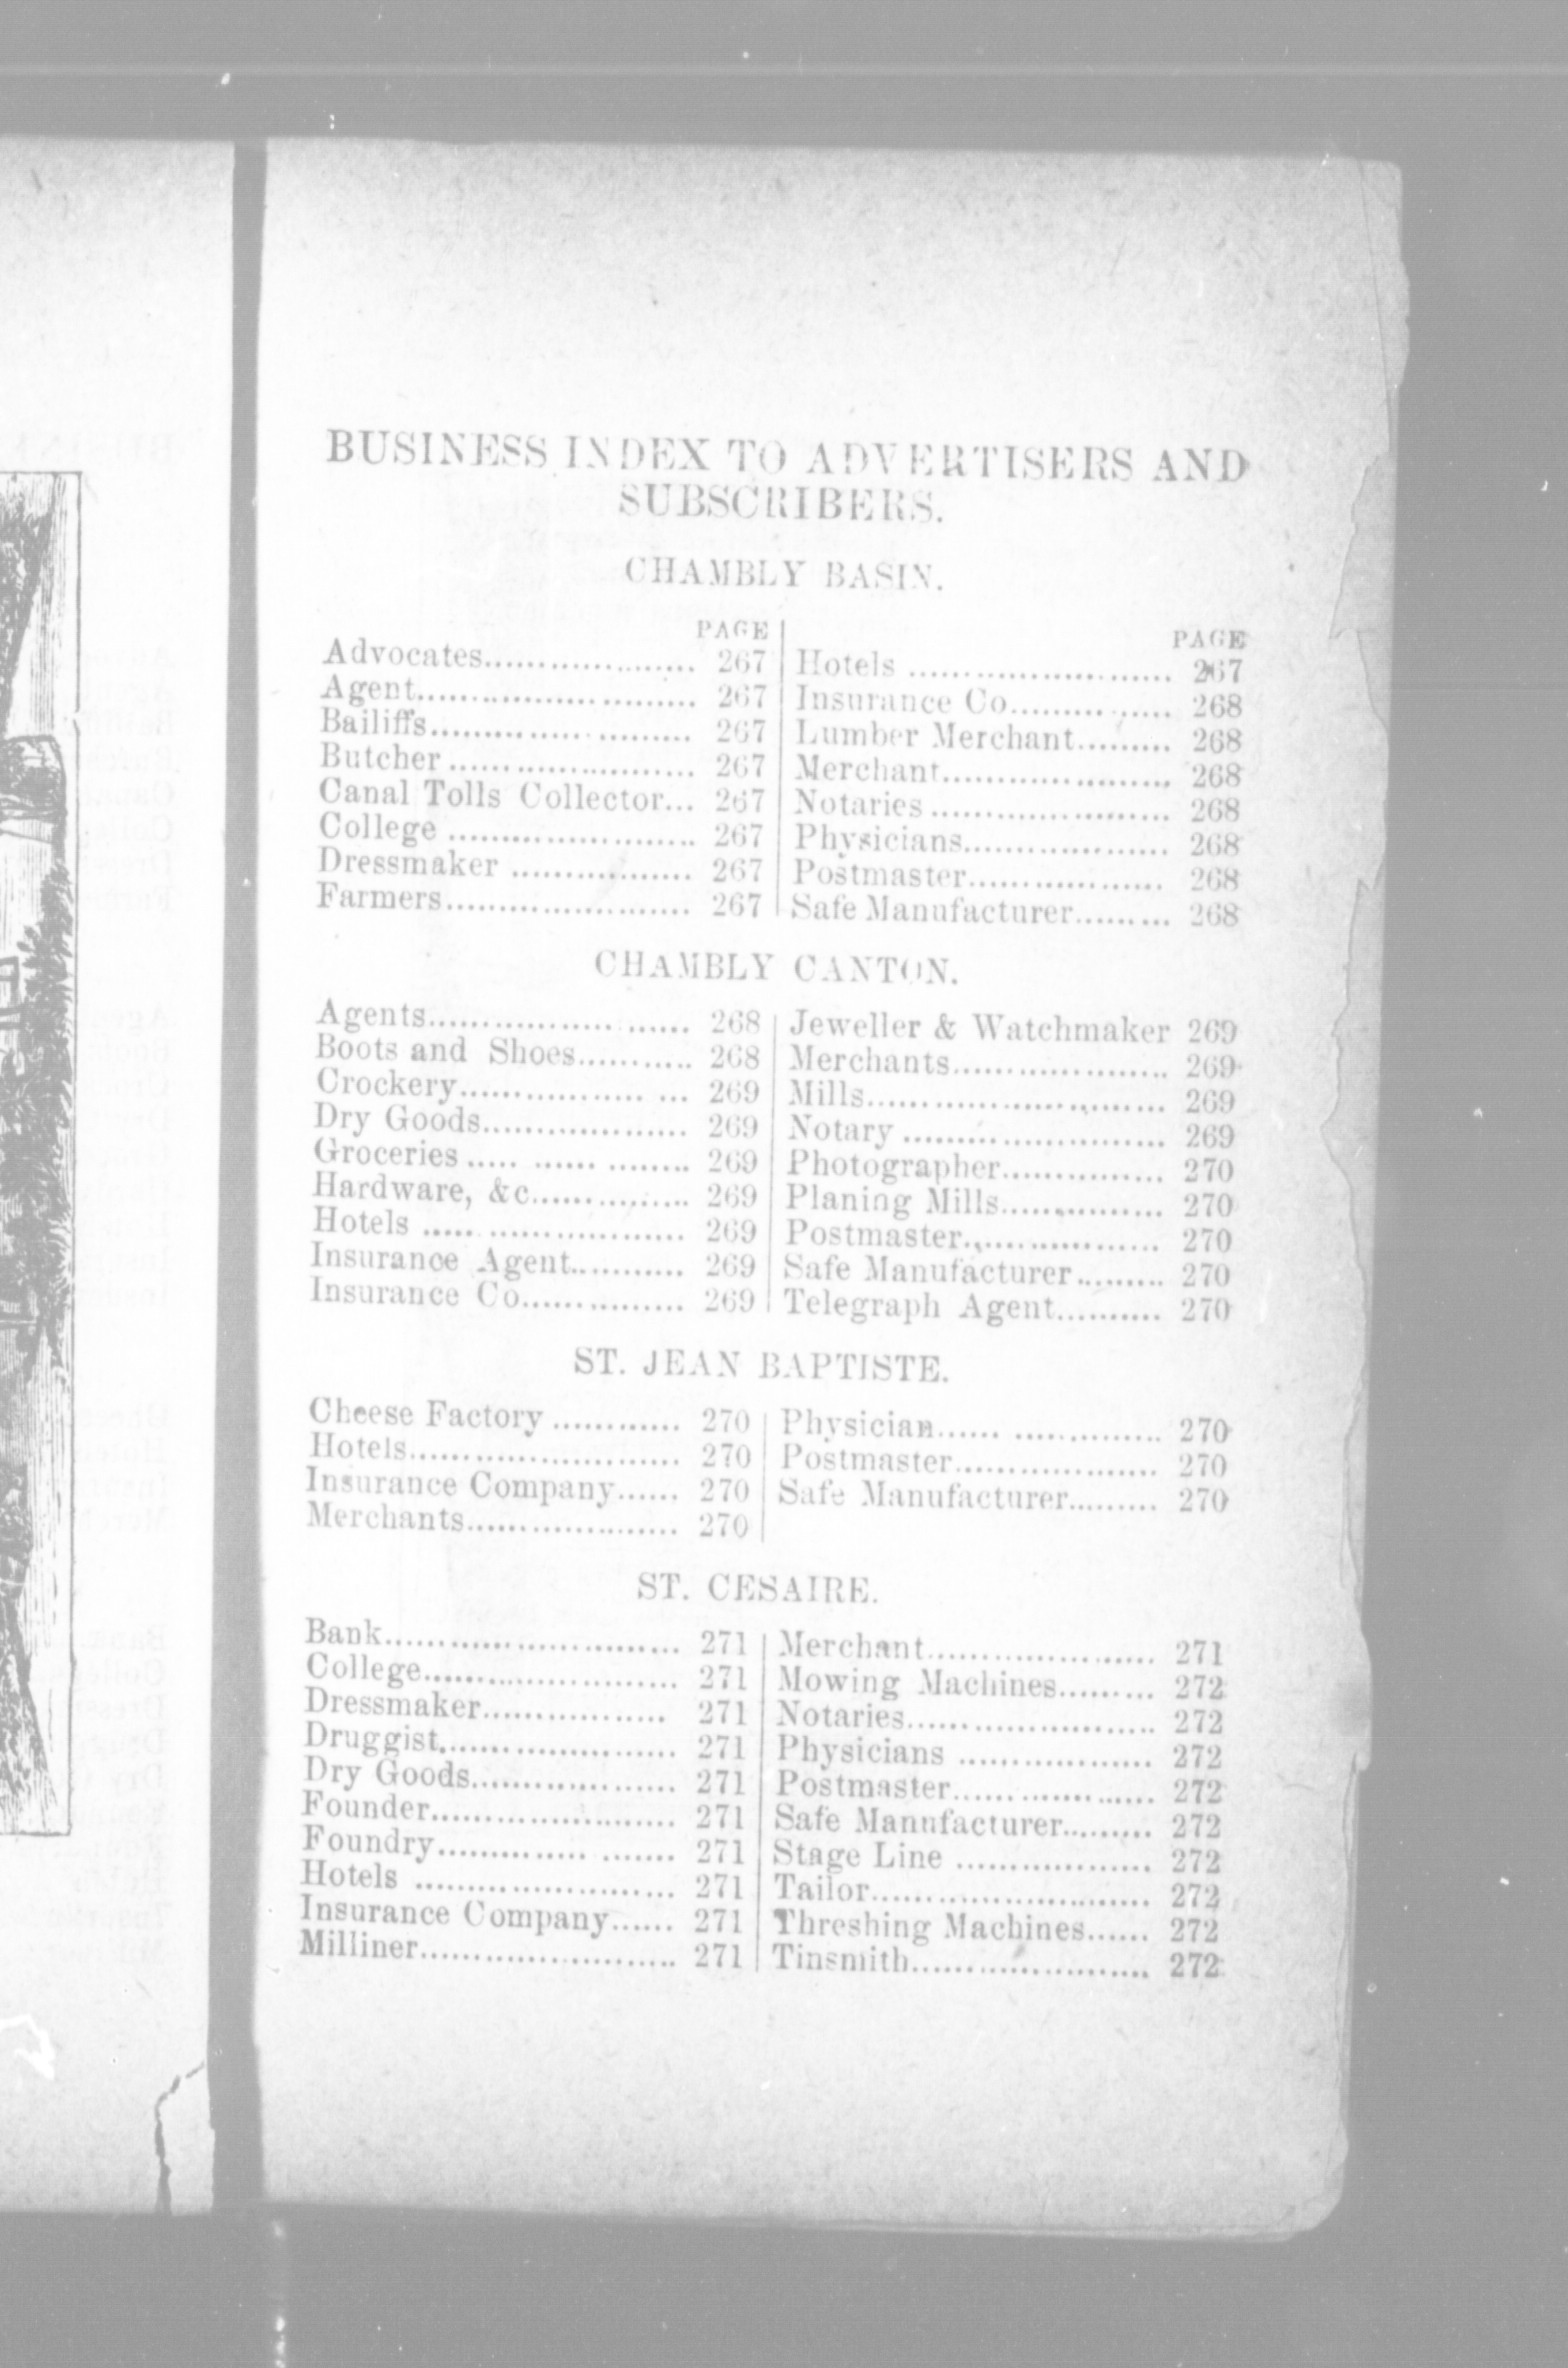 BUSINESS INDEX TO ADVERTISERS AND
SUBSCRIBERS.
CHAMBLY BASIN.
PAGE
Advocates.................... 267
Agent.......................... 267
Bailiffs......................... 267
Butcher ....................... 267
Canal Tolls Collector... 267
College ....................... 267
Dressmaker ................. 267
Farmers....................... 267
PAGE
Hotels ......................... 267
Insurance Co............... 268
Lumber Merchant......... 268
Merchant..................... 268
Notaries ...................... 268
Physicians................... 268
Postmaster.................. 268
Safe Manufacturer......... 268
CHAMBLY CANTON.
Agents......................... 268
Boots and Shoes........... 268
Crockery................. ... 269
Dry Goods................... 269
Groceries ..... ...... ........ 269
Hardware, &c............... 269
Hotels ......................... 269
Insurance Agent........... 269
Insurance Co............... 269
Jeweller & Watchmaker 269
Merchants.................... 269
Mills............................ 269
Notary ......................... 269
Photographer............... 270
Planing Mills............... 270
Postmaster................... 270
Safe Manufacturer......... 270
Telegraph Agent.......... 270
ST. JEAN BAPTISTE.
Cheese Factory ............ 270
Hotels......................... 270
Insurance Company...... 270
Merchants.................... 270
Physician...... .............. 270
Postmaster................... 270
Safe Manufacturer......... 270
ST. CESAIRE.
Bank............................ 271
College........................ 271
Dressmaker................. 271
Druggist...................... 271
Dry Goods................... 271
Founder....................... 271
Foundry.............. ....... 271
Hotels ........................ 271
Insurance Company...... 271
Milliner........................ 271
Merchant..................... 271
Mowing Machines......... 272
Notaries....................... 272
Physicians .................. 272
Postmaster................... 272
Safe Manufacturer......... 272
Stage Line .................. 272
Tailor.......................... 272
Threshing Machines...... 272
Tinsmith...................... 272